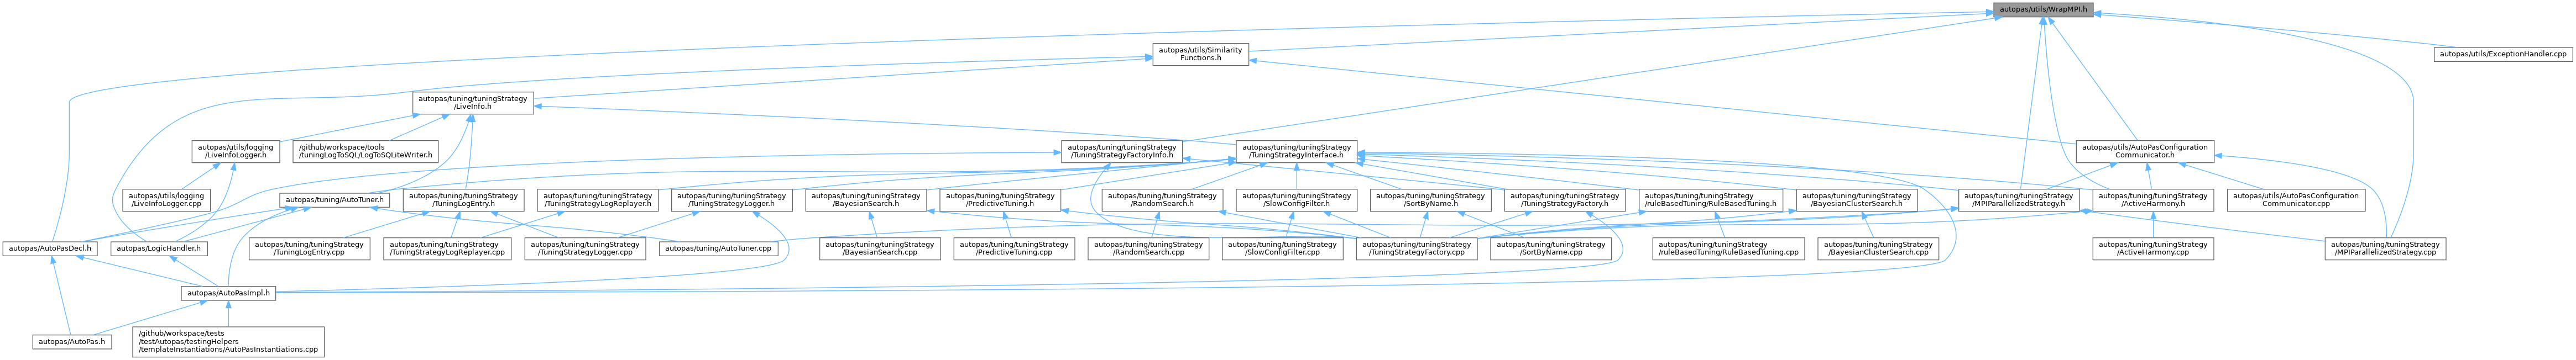 autopas/utils/WrapMPI.h
autopas/utils/Similarity
Functions.h
autopas/utils/ExceptionHandler.cpp
autopas/tuning/tuningStrategy
/LiveInfo.h
autopas/utils/logging
/LiveInfoLogger.h
/github/workspace/tools
/tuningLogToSQL/LogToSQLiteWriter.h
autopas/tuning/tuningStrategy
/TuningStrategyFactoryInfo.h
autopas/tuning/tuningStrategy
/TuningStrategyInterface.h
autopas/utils/AutoPasConfiguration
Communicator.h
autopas/utils/logging
/LiveInfoLogger.cpp
autopas/tuning/AutoTuner.h
autopas/tuning/tuningStrategy
/TuningLogEntry.h
autopas/tuning/tuningStrategy
/TuningStrategyLogReplayer.h
autopas/tuning/tuningStrategy
/TuningStrategyLogger.h
autopas/tuning/tuningStrategy
/BayesianSearch.h
autopas/tuning/tuningStrategy
/PredictiveTuning.h
autopas/tuning/tuningStrategy
/RandomSearch.h
autopas/tuning/tuningStrategy
/SlowConfigFilter.h
autopas/tuning/tuningStrategy
/SortByName.h
autopas/tuning/tuningStrategy
/TuningStrategyFactory.h
autopas/tuning/tuningStrategy
/ruleBasedTuning/RuleBasedTuning.h
autopas/tuning/tuningStrategy
/BayesianClusterSearch.h
autopas/tuning/tuningStrategy
/MPIParallelizedStrategy.h
autopas/tuning/tuningStrategy
/ActiveHarmony.h
autopas/utils/AutoPasConfiguration
Communicator.cpp
autopas/AutoPasDecl.h
autopas/LogicHandler.h
autopas/tuning/tuningStrategy
/TuningLogEntry.cpp
autopas/tuning/tuningStrategy
/TuningStrategyLogReplayer.cpp
autopas/tuning/tuningStrategy
/TuningStrategyLogger.cpp
autopas/tuning/AutoTuner.cpp
autopas/tuning/tuningStrategy
/BayesianSearch.cpp
autopas/tuning/tuningStrategy
/PredictiveTuning.cpp
autopas/tuning/tuningStrategy
/RandomSearch.cpp
autopas/tuning/tuningStrategy
/SlowConfigFilter.cpp
autopas/tuning/tuningStrategy
/TuningStrategyFactory.cpp
autopas/tuning/tuningStrategy
/SortByName.cpp
autopas/tuning/tuningStrategy
/ruleBasedTuning/RuleBasedTuning.cpp
autopas/tuning/tuningStrategy
/BayesianClusterSearch.cpp
autopas/tuning/tuningStrategy
/ActiveHarmony.cpp
autopas/tuning/tuningStrategy
/MPIParallelizedStrategy.cpp
autopas/AutoPasImpl.h
autopas/AutoPas.h
/github/workspace/tests
/testAutopas/testingHelpers
/templateInstantiations/AutoPasInstantiations.cpp